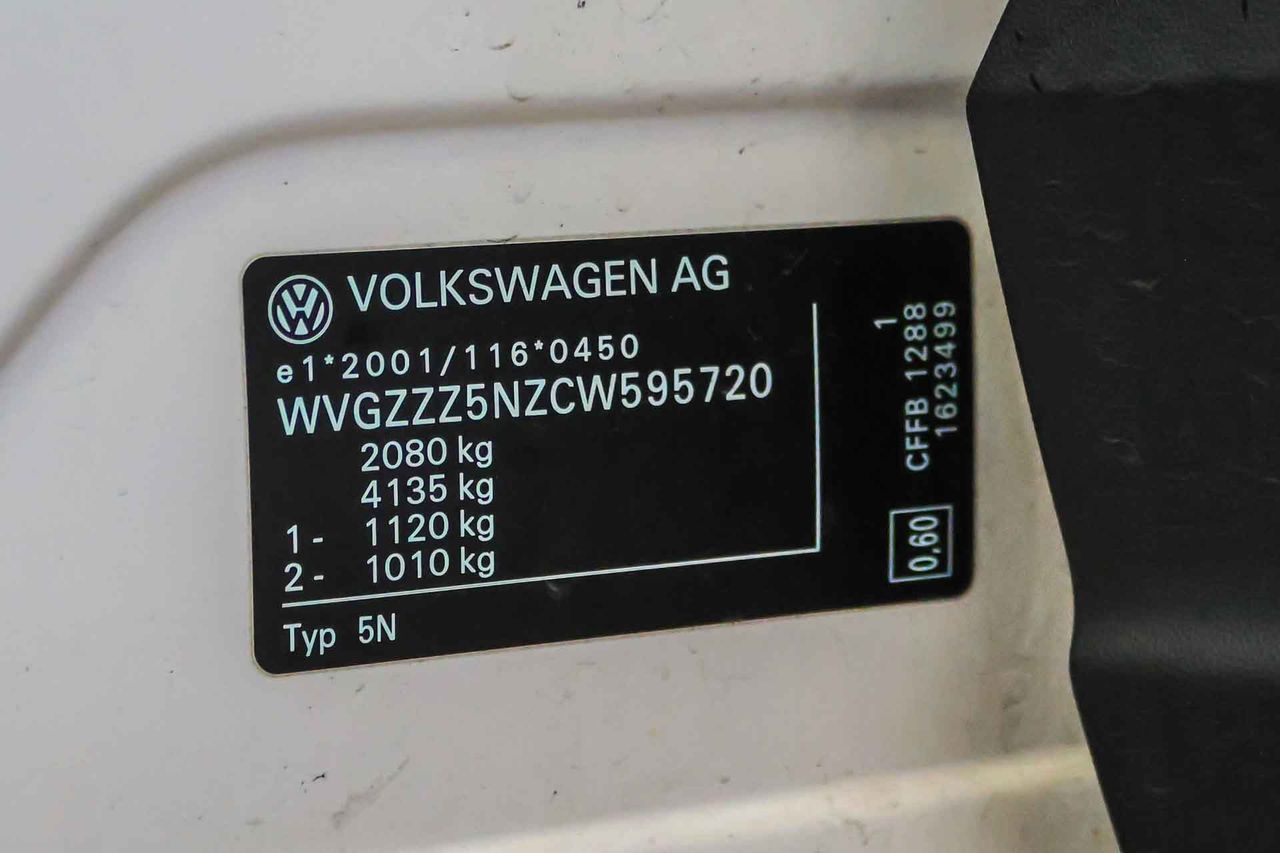 VOLKSWAGEN AG
e1*2001/116*0450
WVGZZZ5NZCW595720
2080 kg
4135 kg
1- 1120 kg
2- 1010 kg
Typ 5N
1
CFFB 1288
1623499
0,60